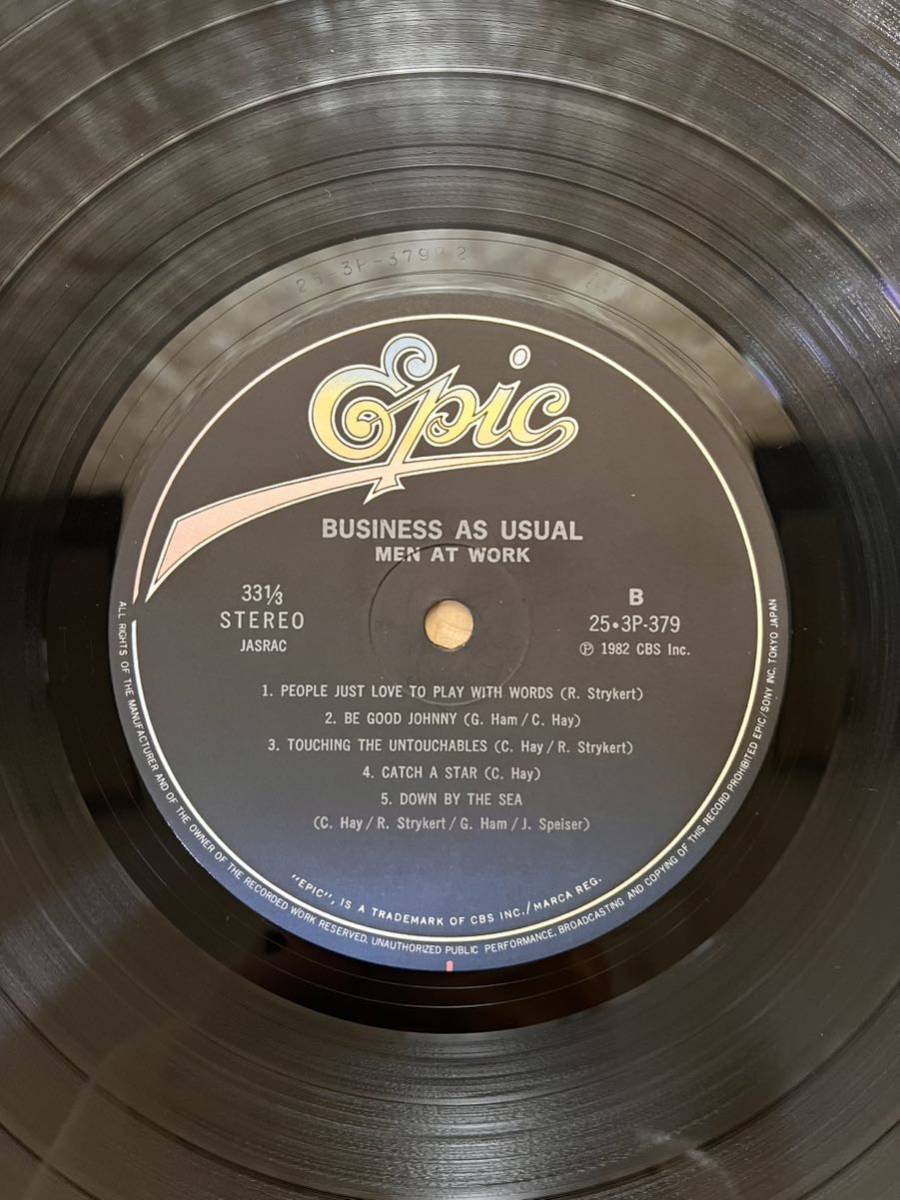 25-3P-379
Epic
BUSINESS AS USUAL
MEN AT WORK
33⅓
STEREO
JASRAC
B
25•3P-379
℗ 1982 CBS Inc.
1. PEOPLE JUST LOVE TO PLAY WITH WORDS (R. Strykert)
2. BE GOOD JOHNNY (G. Ham / C. Hay)
3. TOUCHING THE UNTOUCHABLES (C. Hay / R. Strykert)
4. CATCH A STAR (C. Hay)
5. DOWN BY THE SEA
(C. Hay / R. Strykert / G. Ham / J. Speiser)
"EPIC", IS A TRADEMARK OF CBS INC./MARCA REG.
ALL RIGHTS OF THE MANUFACTURER AND OF THE OWNER OF THE RECORDED WORK RESERVED, UNAUTHORIZED PUBLIC PERFORMANCE, BROADCASTING AND COPYING OF THIS RECORD PROHIBITED EPIC/SONY INC. TOKYO JAPAN